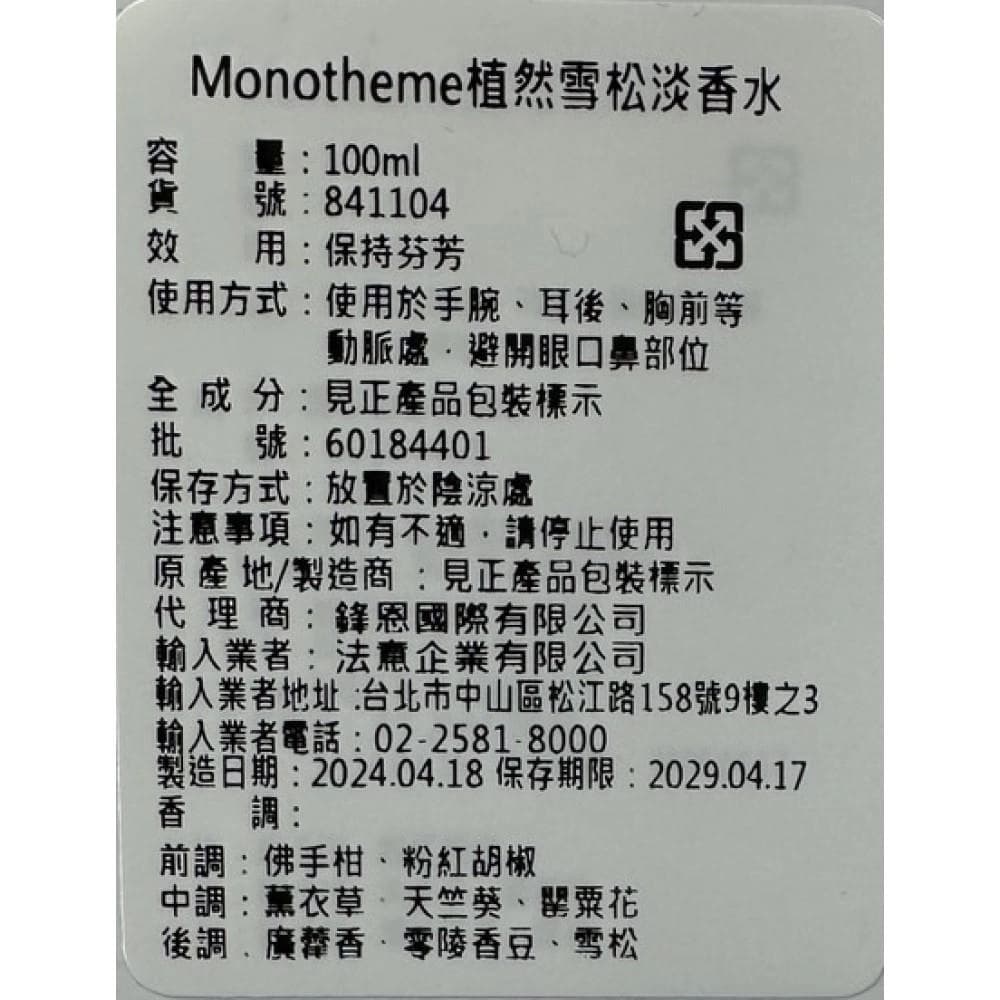 Monotheme植然雪松淡香水
容 量：100ml
貨 號：841104
效 用：保持芬芳
使用方式：使用於手腕、耳後、胸前等
動脈處，避開眼口鼻部位
全 成 分：見正產品包裝標示
批 號：60184401
保存方式：放置於陰涼處
注意事項：如有不適，請停止使用
原 產 地/製造商 ：見正產品包裝標示
代 理 商：鋒恩國際有限公司
輸入業者：法意企業有限公司
輸入業者地址 :台北市中山區松江路158號9樓之3
輸入業者電話：02-2581-8000
製造日期：2024.04.18 保存期限：2029.04.17
香 調：
前調：佛手柑、粉紅胡椒
中調：薰衣草、天竺葵、罌粟花
後調：廣藿香、零陵香豆、雪松